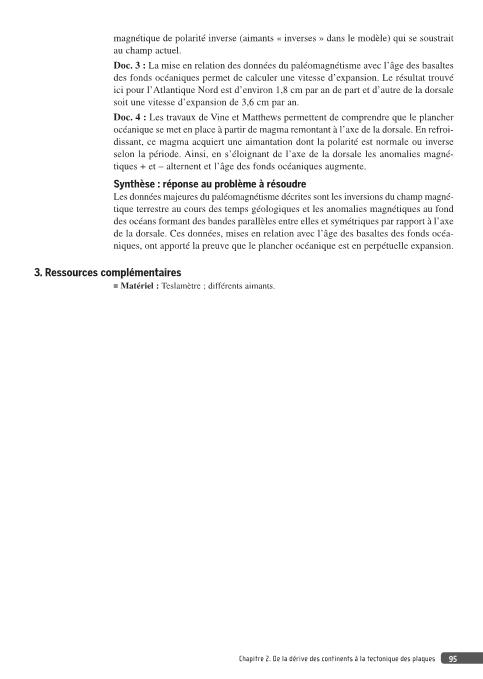 magnétique de polarité inverse (aimants « inverses » dans le modèle) qui se soustrait
au champ actuel.
Doc. 3 : La mise en relation des données du paléomagnétisme avec l'âge des basaltes
des fonds océaniques permet de calculer une vitesse d'expansion. Le résultat trouvé
ici pour l'Atlantique Nord est d'environ 1,8 cm par an de part et d'autre de la dorsale
soit une vitesse d'expansion de 3,6 cm par an.
Doc. 4 : Les travaux de Vine et Matthews permettent de comprendre que le plancher
océanique se met en place à partir de magma remontant à l'axe de la dorsale. En refroi-
dissant, ce magma acquiert une aimantation dont la polarité est normale ou inverse
selon la période. Ainsi, en s'éloignant de l'axe de la dorsale les anomalies magné-
tiques + et – alternent et l'âge des fonds océaniques augmente.
Synthèse : réponse au problème à résoudre
Les données majeures du paléomagnétisme décrites sont les inversions du champ magné-
tique terrestre au cours des temps géologiques et les anomalies magnétiques au fond
des océans formant des bandes parallèles entre elles et symétriques par rapport à l'axe
de la dorsale. Ces données, mises en relation avec l'âge des basaltes des fonds océa-
niques, ont apporté la preuve que le plancher océanique est en perpétuelle expansion.
3. Ressources complémentaires
■ Matériel : Teslamètre ; différents aimants.
Chapitre 2. De la dérive des continents à la tectonique des plaques 95